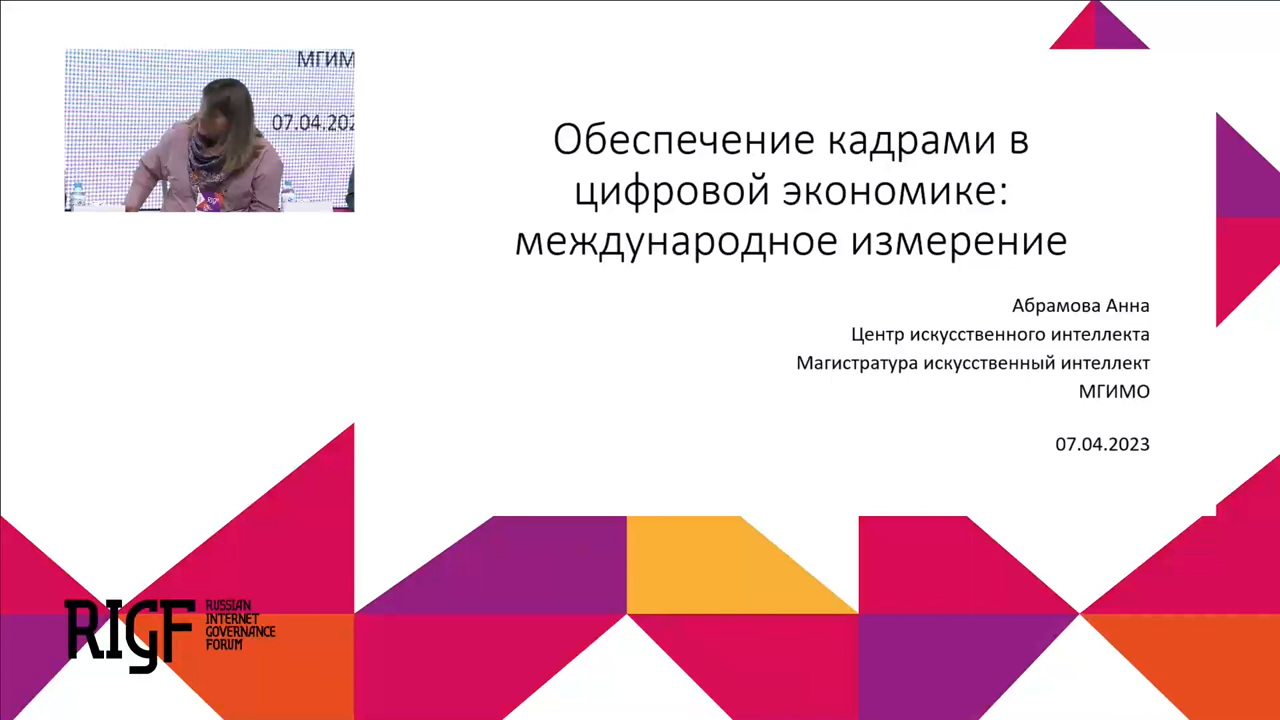 МГИМ
07.04.202
Обеспечение кадрами в
цифровой экономике:
международное измерение
Абрамова Анна
Центр искусственного интеллекта
Магистратура искусственный интеллект
МГИМО
07.04.2023
RIGF
RUSSIAN
INTERNET
GOVERNANCE
FORUM